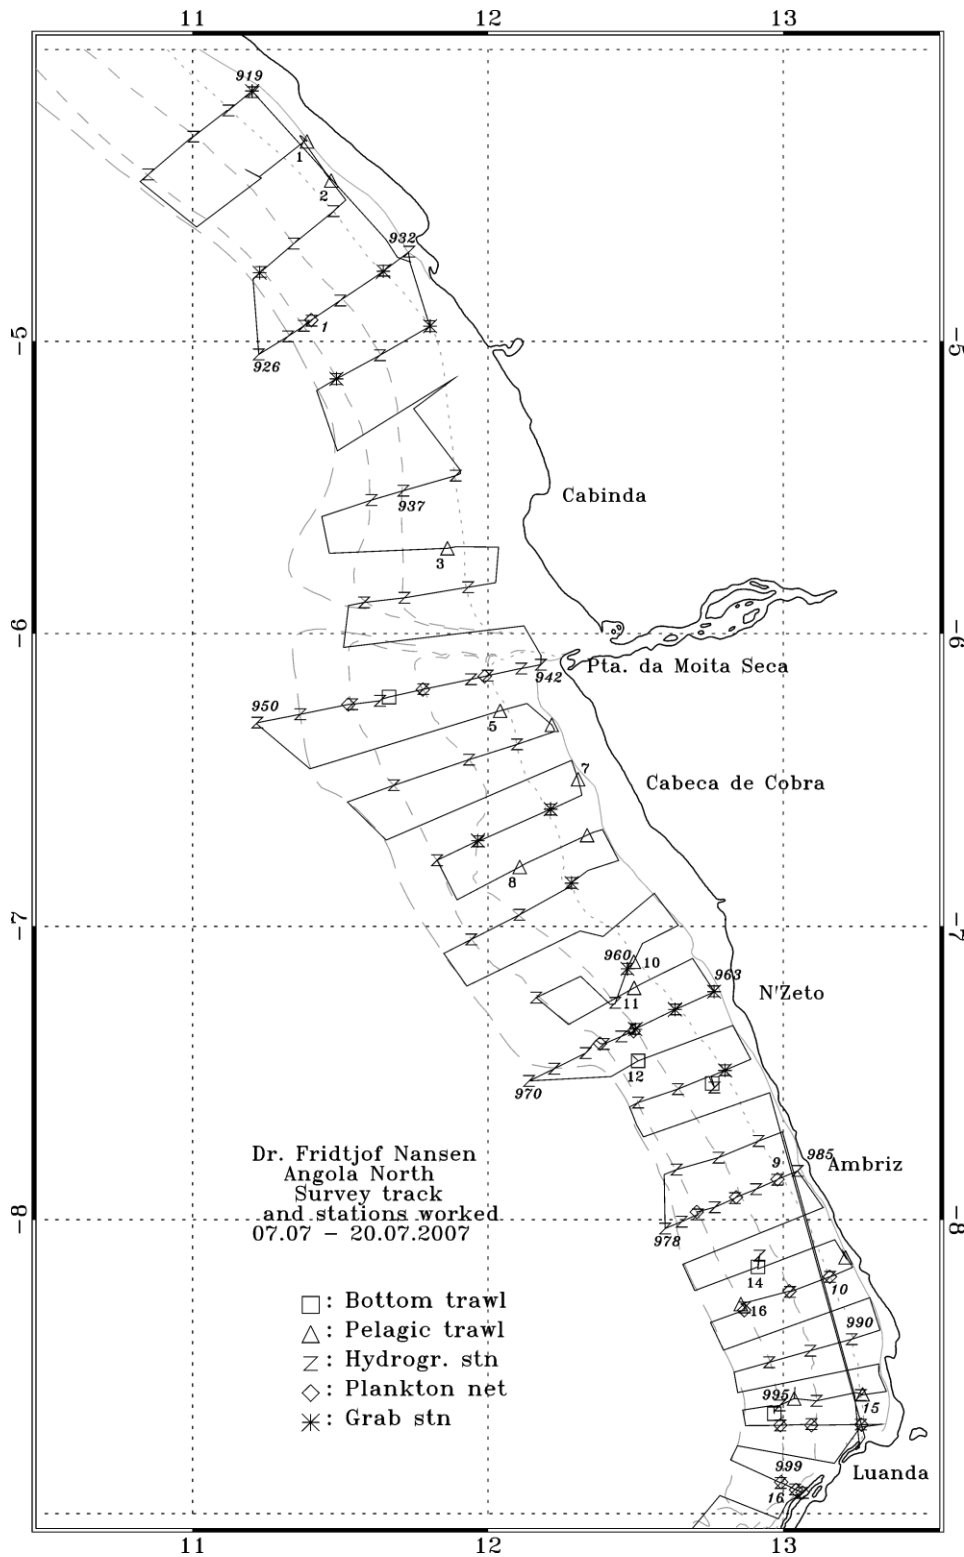 11 12 13
919
1
2
932
1
-5 -5
926
Cabinda
937
3
-6 -6
Pta. da Moita Seca
942
950
5
7
Cabeca de Cobra
8
-7 -7
960 10
963
11
N'Zeto
12
970
Dr. Fridtjof Nansen
Angola North
Survey track
and stations worked
07.07 - 20.07.2007
9 985
Ambriz
-8 -8
978
14
10
16
990
□: Bottom trawl
△: Pelagic trawl
Z: Hydrogr. stn
◇: Plankton net
✳: Grab stn
995
15
999
Luanda
16
11 12 13